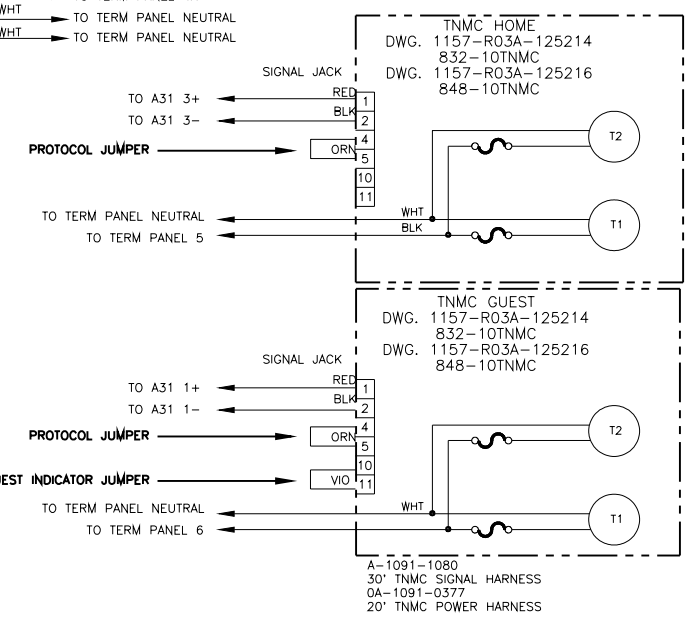 WHT TO TERM PANEL NEUTRAL
WHT TO TERM PANEL NEUTRAL
TNMC HOME
DWG. 1157-R03A-125214
832-10TNMC
DWG. 1157-R03A-125216
848-10TNMC
SIGNAL JACK
TO A31 3+ RED 1
TO A31 3- BLK 2
PROTOCOL JUMPER ORN 4
5
10
11
T2
TO TERM PANEL NEUTRAL WHT
TO TERM PANEL 5 BLK
T1
TNMC GUEST
DWG. 1157-R03A-125214
832-10TNMC
DWG. 1157-R03A-125216
848-10TNMC
SIGNAL JACK
TO A31 1+ RED 1
TO A31 1- BLK 2
PROTOCOL JUMPER ORN 4
5
10
UEST INDICATOR JUMPER VIO 11
T2
TO TERM PANEL NEUTRAL WHT
TO TERM PANEL 6
T1
A-1091-1080
30' TNMC SIGNAL HARNESS
0A-1091-0377
20' TNMC POWER HARNESS